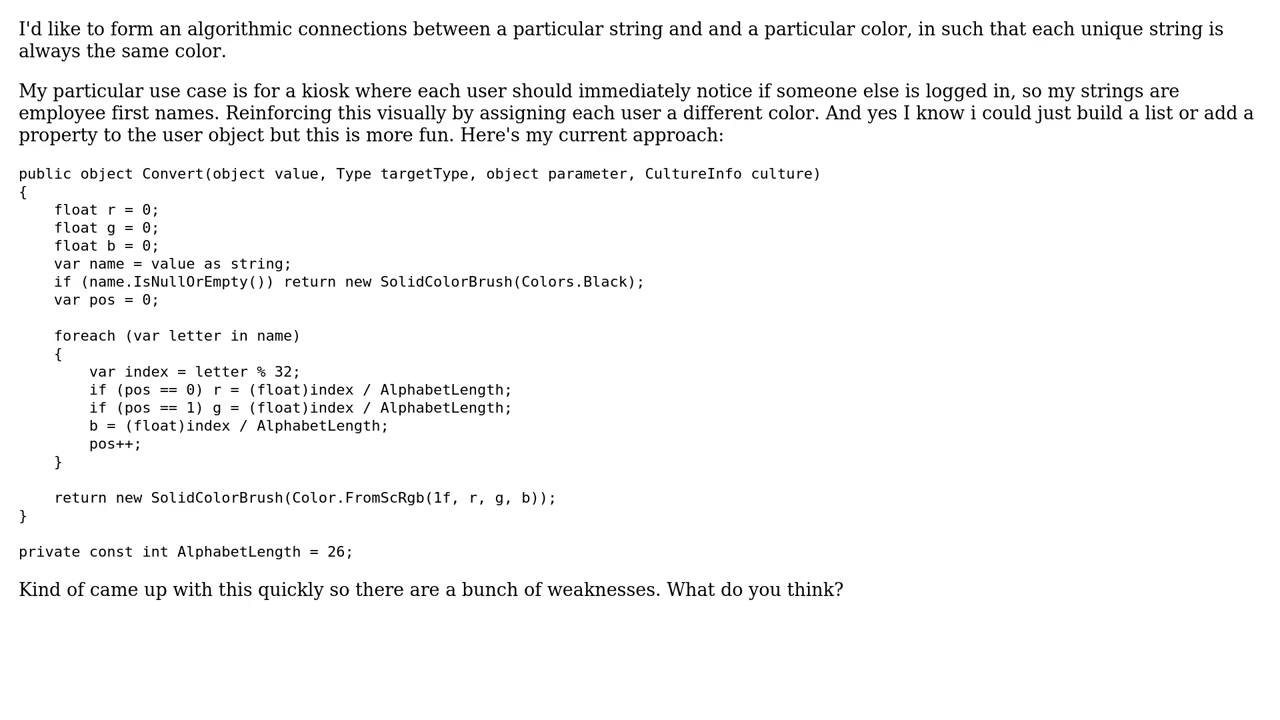 I'd like to form an algorithmic connections between a particular string and and a particular color, in such that each unique string is
always the same color.
My particular use case is for a kiosk where each user should immediately notice if someone else is logged in, so my strings are
employee first names. Reinforcing this visually by assigning each user a different color. And yes I know i could just build a list or add a
property to the user object but this is more fun. Here's my current approach:
public object Convert(object value, Type targetType, object parameter, CultureInfo culture)
{
    float r = 0;
    float g = 0;
    float b = 0;
    var name = value as string;
    if (name.IsNullOrEmpty()) return new SolidColorBrush(Colors.Black);
    var pos = 0;

    foreach (var letter in name)
    {
        var index = letter % 32;
        if (pos == 0) r = (float)index / AlphabetLength;
        if (pos == 1) g = (float)index / AlphabetLength;
        b = (float)index / AlphabetLength;
        pos++;
    }

    return new SolidColorBrush(Color.FromScRgb(1f, r, g, b));
}

private const int AlphabetLength = 26;
Kind of came up with this quickly so there are a bunch of weaknesses. What do you think?